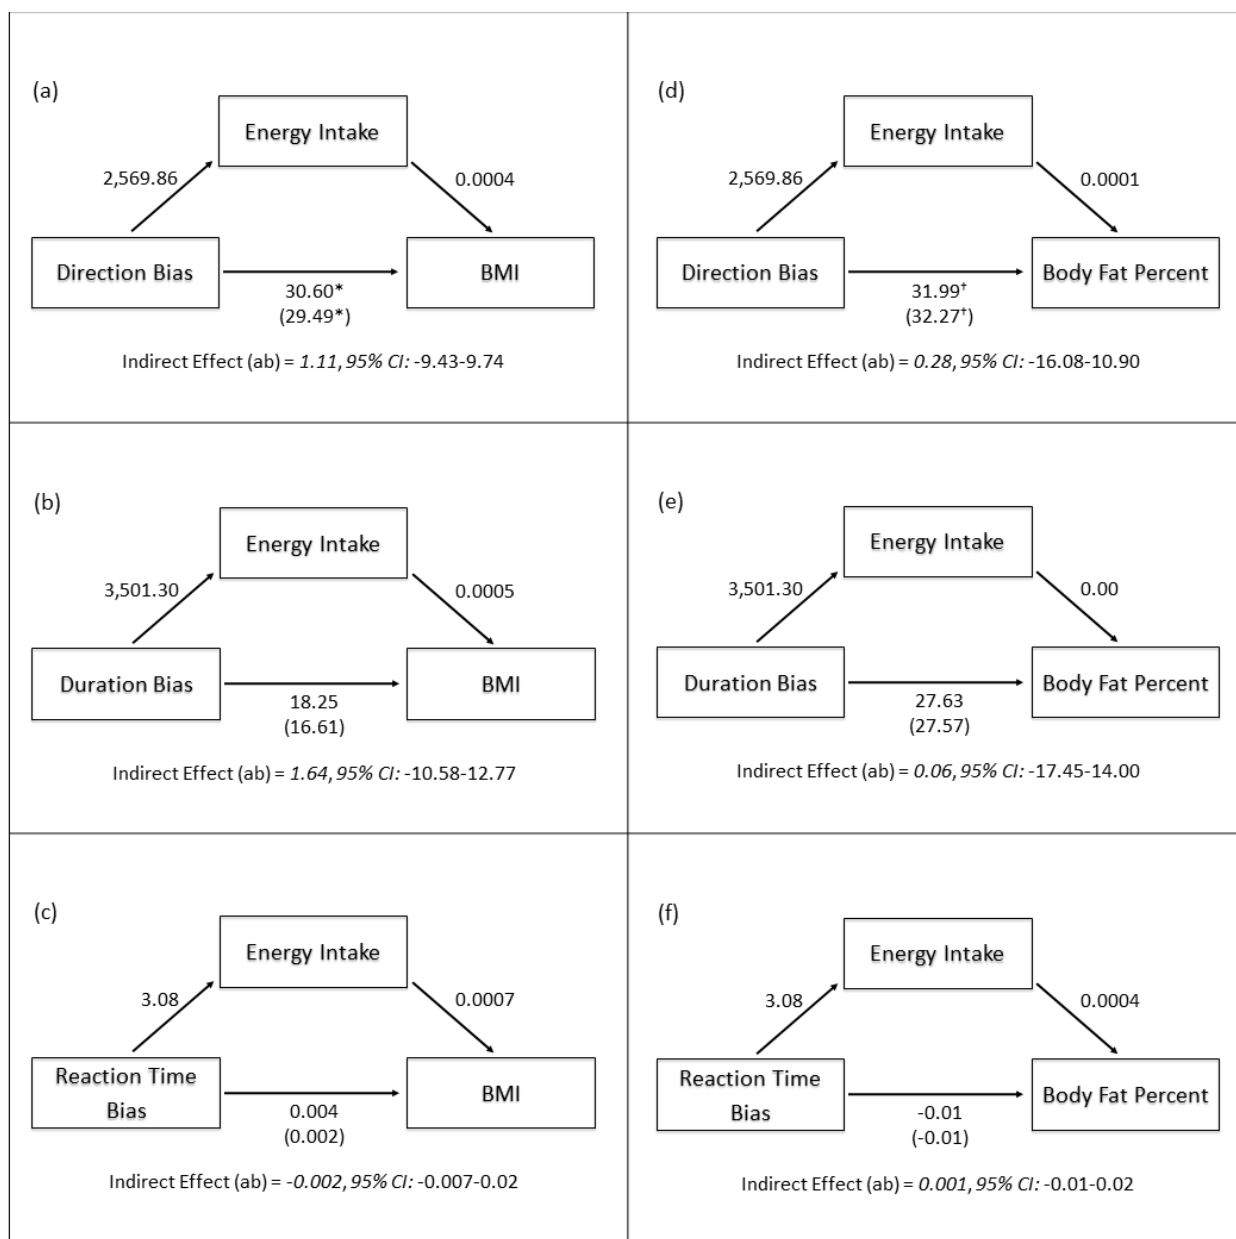 (a)
Energy Intake
2,569.86
0.0004
Direction Bias
BMI
30.60*
(29.49*)
Indirect Effect (ab) = 1.11, 95% CI: -9.43-9.74
(d)
Energy Intake
2,569.86
0.0001
Direction Bias
Body Fat Percent
31.99†
(32.27†)
Indirect Effect (ab) = 0.28, 95% CI: -16.08-10.90
(b)
Energy Intake
3,501.30
0.0005
Duration Bias
BMI
18.25
(16.61)
Indirect Effect (ab) = 1.64, 95% CI: -10.58-12.77
(e)
Energy Intake
3,501.30
0.00
Duration Bias
Body Fat Percent
27.63
(27.57)
Indirect Effect (ab) = 0.06, 95% CI: -17.45-14.00
(c)
Energy Intake
3.08
0.0007
Reaction Time
Bias
BMI
0.004
(0.002)
Indirect Effect (ab) = -0.002, 95% CI: -0.007-0.02
(f)
Energy Intake
3.08
0.0004
Reaction Time
Bias
Body Fat Percent
-0.01
(-0.01)
Indirect Effect (ab) = 0.001, 95% CI: -0.01-0.02